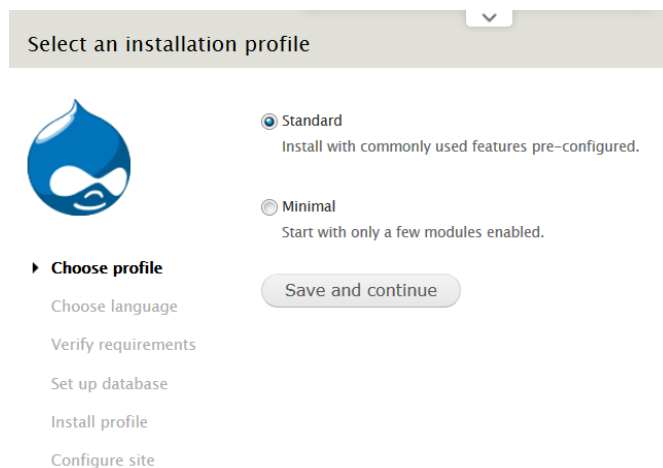 Select an installation profile
Standard
Install with commonly used features pre-configured.
Minimal
Start with only a few modules enabled.
Save and continue
Choose profile
Choose language
Verify requirements
Set up database
Install profile
Configure site